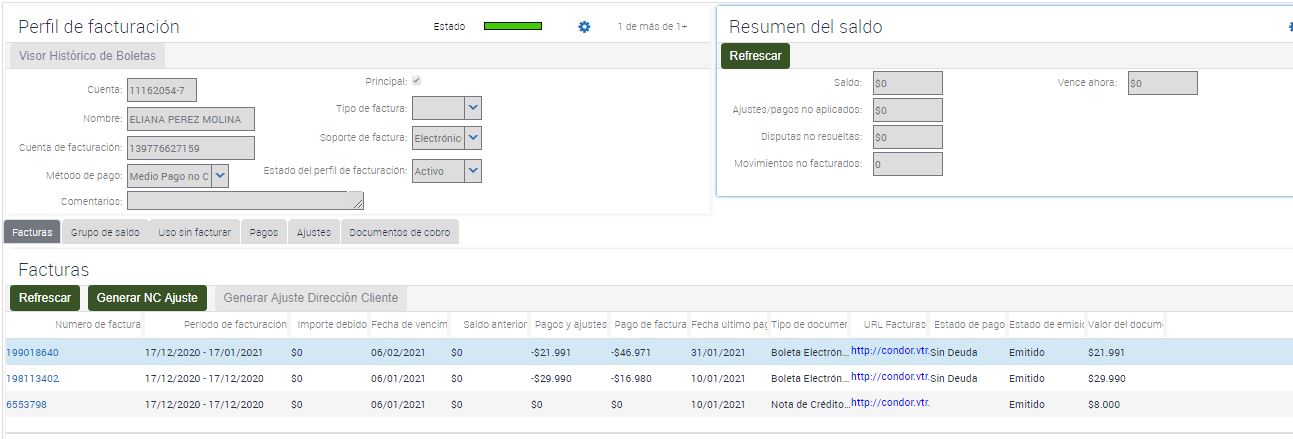 Perfil de facturación Estado 1 de más de 1+
Visor Histórico de Boletas
Cuenta: 11162054-7 Principal:
Nombre: ELIANA PEREZ MOLINA Tipo de factura:
Cuenta de facturación: 139776627159 Soporte de factura: Electrónic
Método de pago: Medio Pago no C Estado del perfil de facturación: Activo
Comentarios:
Resumen del saldo
Refrescar
Saldo: $0 Vence ahora: $0
Ajustes/pagos no aplicados: $0
Disputas no resueltas: $0
Movimientos no facturados: 0
Facturas Grupo de saldo Uso sin facturar Pagos Ajustes Documentos de cobro
Facturas
Refrescar Generar NC Ajuste Generar Ajuste Dirección Cliente
Número de factura Período de facturación Importe debido Fecha de vencim Saldo anterior Pagos y ajustes Pago de factura Fecha último pag Tipo de documer URL Facturas Estado de pago Estado de emisió Valor del docume
199018640 17/12/2020 - 17/01/2021 $0 06/02/2021 $0 -$21.991 -$46.971 31/01/2021 Boleta Electrón... http://condor.vtr. Sin Deuda Emitido $21.991
198113402 17/12/2020 - 17/12/2020 $0 06/01/2021 $0 -$29.990 -$16.980 10/01/2021 Boleta Electrón... http://condor.vtr. Sin Deuda Emitido $29.990
6553798 17/12/2020 - 17/12/2020 $0 06/01/2021 $0 $0 $0 10/01/2021 Nota de Crédito... http://condor.vtr. Emitido $8.000